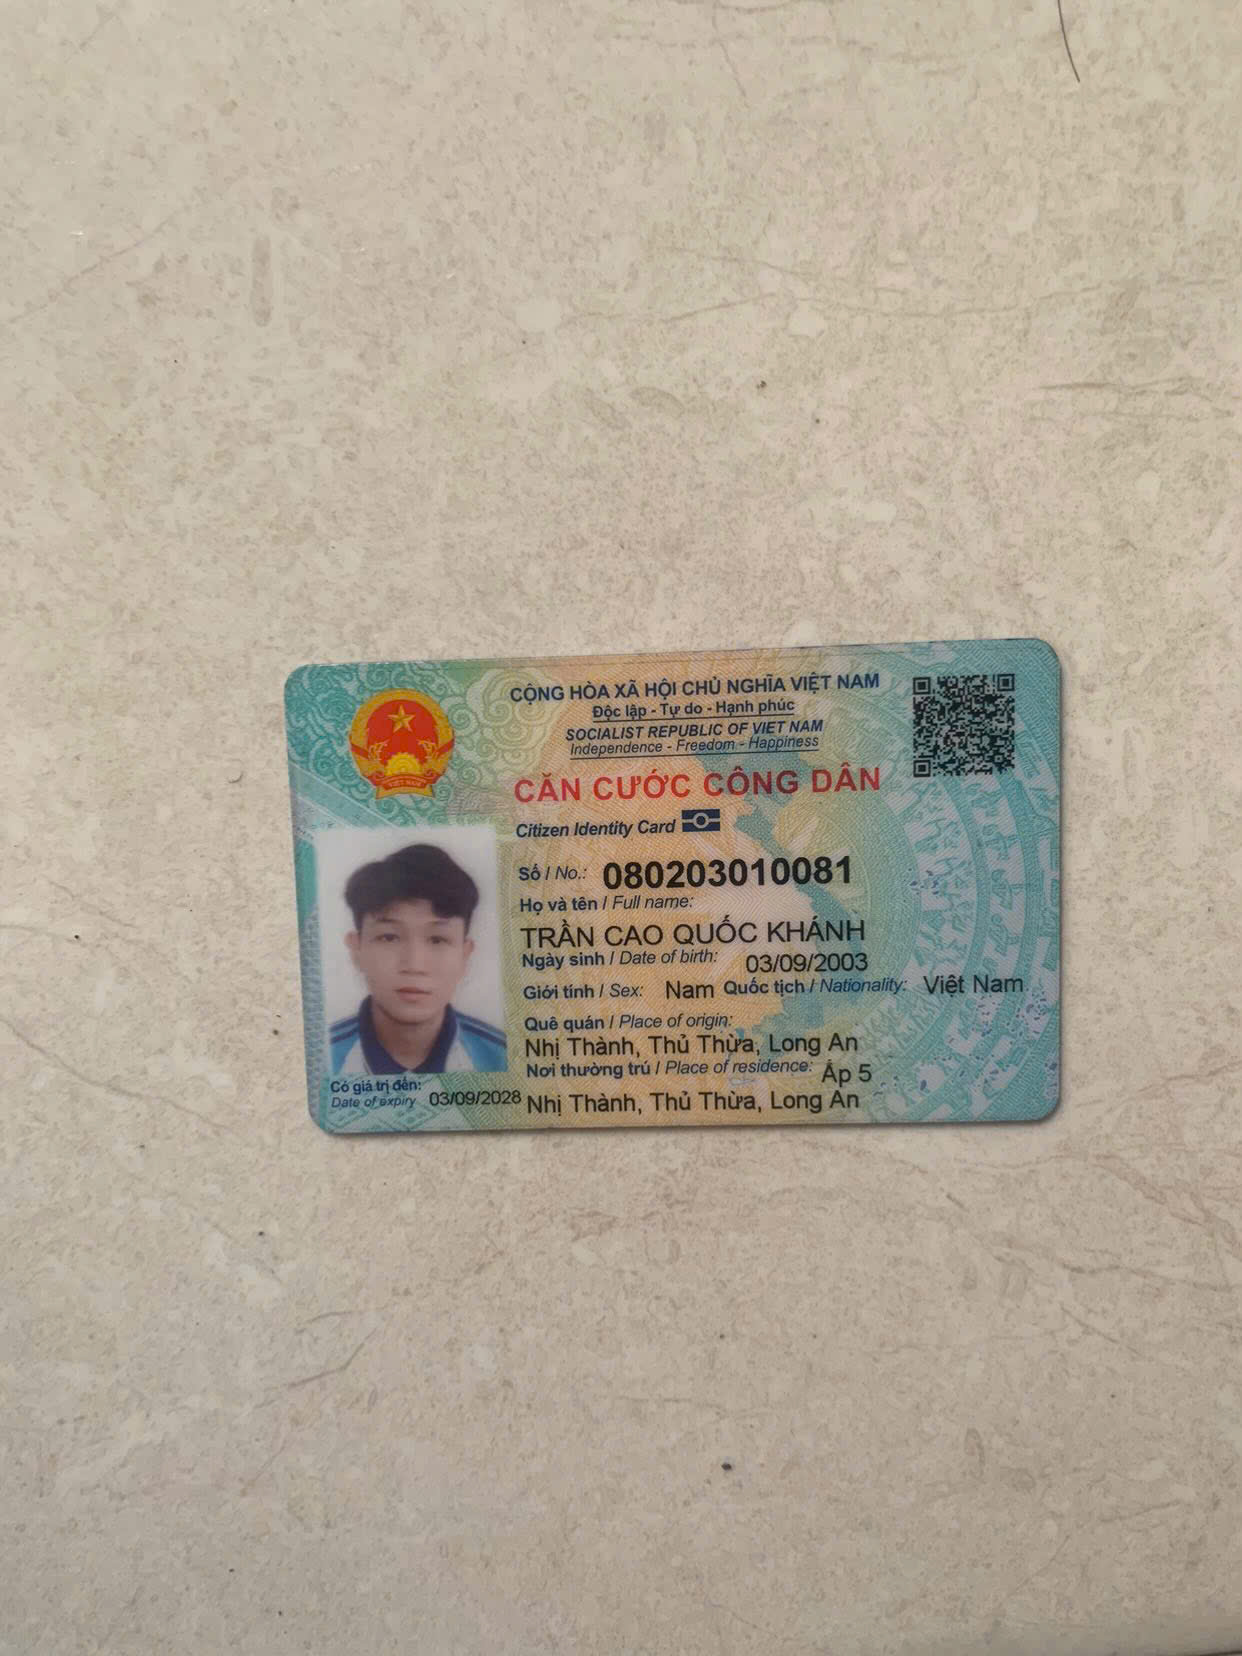 CỘNG HÒA XÃ HỘI CHỦ NGHĨA VIỆT NAM
Độc lập - Tự do - Hạnh phúc
SOCIALIST REPUBLIC OF VIET NAM
Independence - Freedom - Happiness
CĂN CƯỚC CÔNG DÂN
Citizen Identity Card
Số / No.: 080203010081
Họ và tên / Full name:
TRẦN CAO QUỐC KHÁNH
Ngày sinh / Date of birth: 03/09/2003
Giới tính / Sex: Nam Quốc tịch / Nationality: Việt Nam
Quê quán / Place of origin:
Nhị Thành, Thủ Thừa, Long An
Nơi thường trú / Place of residence: Ấp 5
Nhị Thành, Thủ Thừa, Long An
Có giá trị đến:
Date of expiry 03/09/2028
VIỆT NAM